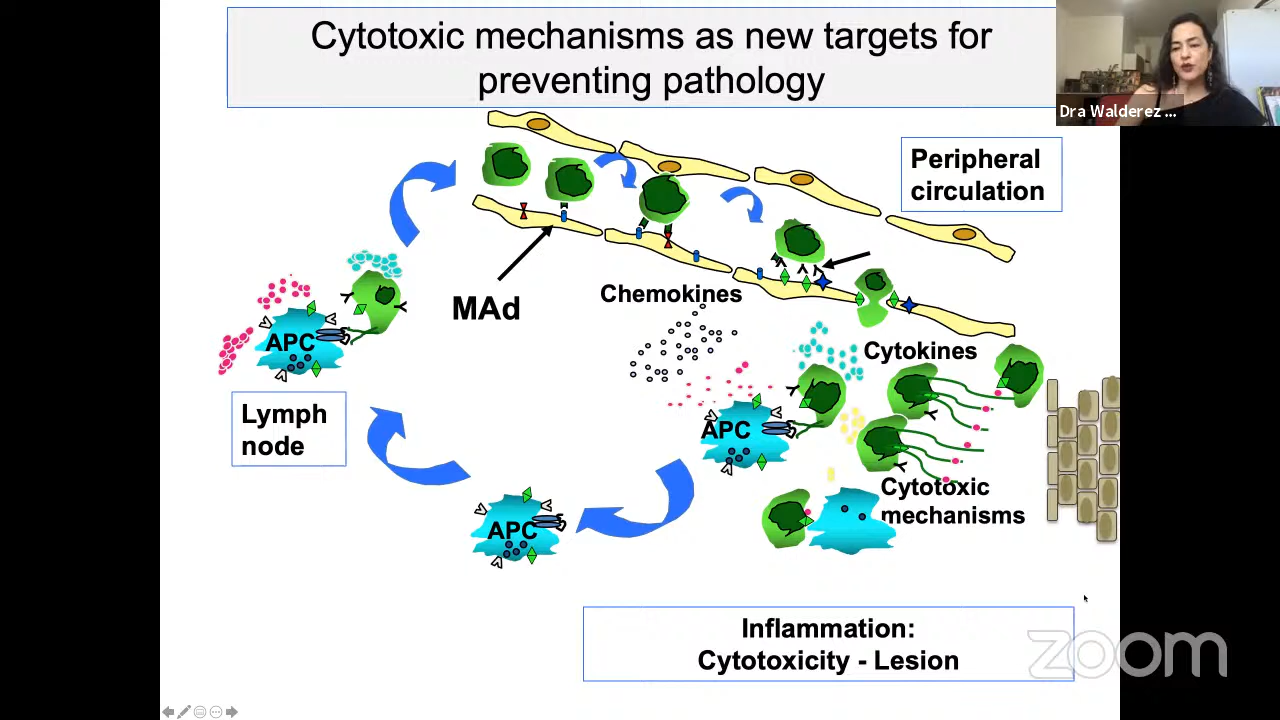 Cytotoxic mechanisms as new targets for
preventing pathology
Dra Walderez ...
Peripheral
circulation
MAd
Chemokines
APC
Lymph
node
Cytokines
APC
Cytotoxic
mechanisms
APC
Inflammation:
Cytotoxicity - Lesion
zoom